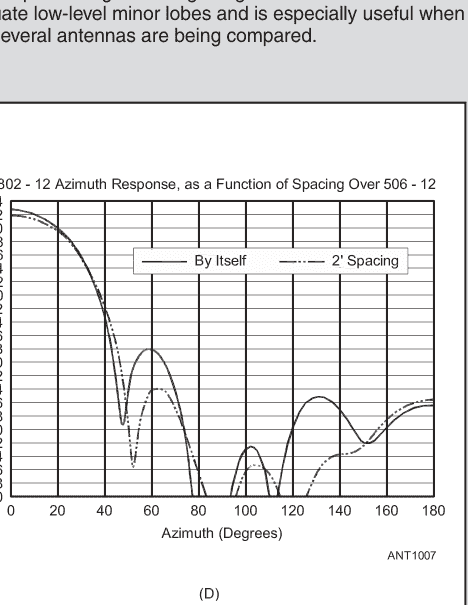 uate low-level minor lobes and is especially useful when
everal antennas are being compared.
302 - 12 Azimuth Response, as a Function of Spacing Over 506 - 12
By Itself
2' Spacing
0 20 40 60 80 100 120 140 160 180
Azimuth (Degrees)
ANT1007
(D)